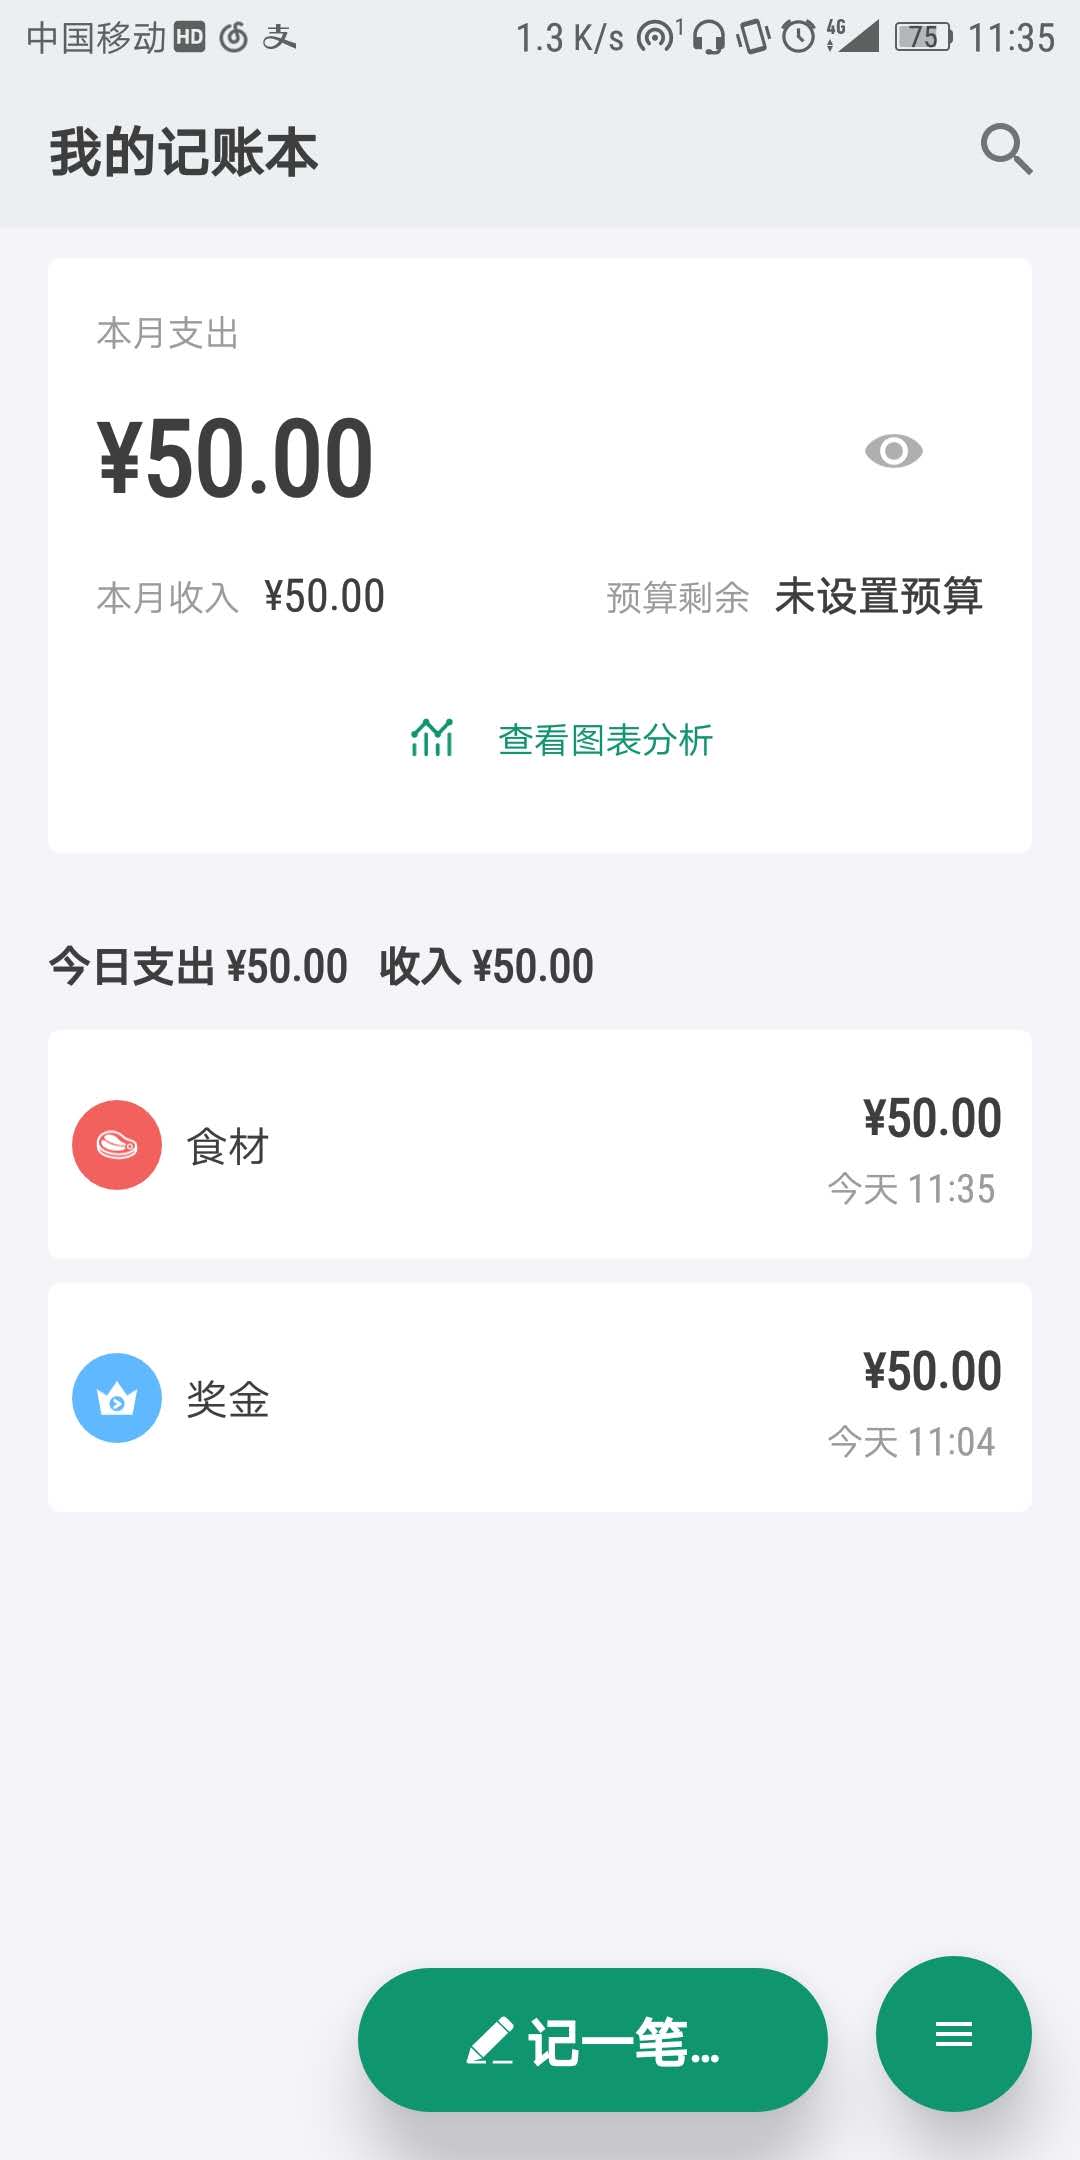 中国移动 HD 1.3 K/s 1 4G 75 11:35
我的记账本
本月支出
¥50.00
本月收入 ¥50.00 预算剩余 未设置预算
查看图表分析
今日支出 ¥50.00 收入 ¥50.00
食材 ¥50.00
今天 11:35
奖金 ¥50.00
今天 11:04
记一笔...